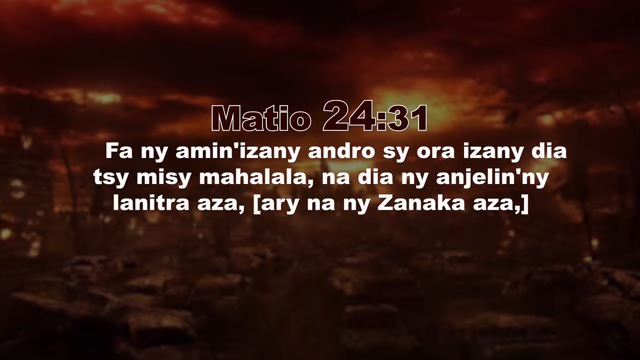 Matio 24:31
Fa ny amin'izany andro sy ora izany dia
tsy misy mahalala, na dia ny anjelin'ny
lanitra aza, [ary na ny Zanaka aza,]